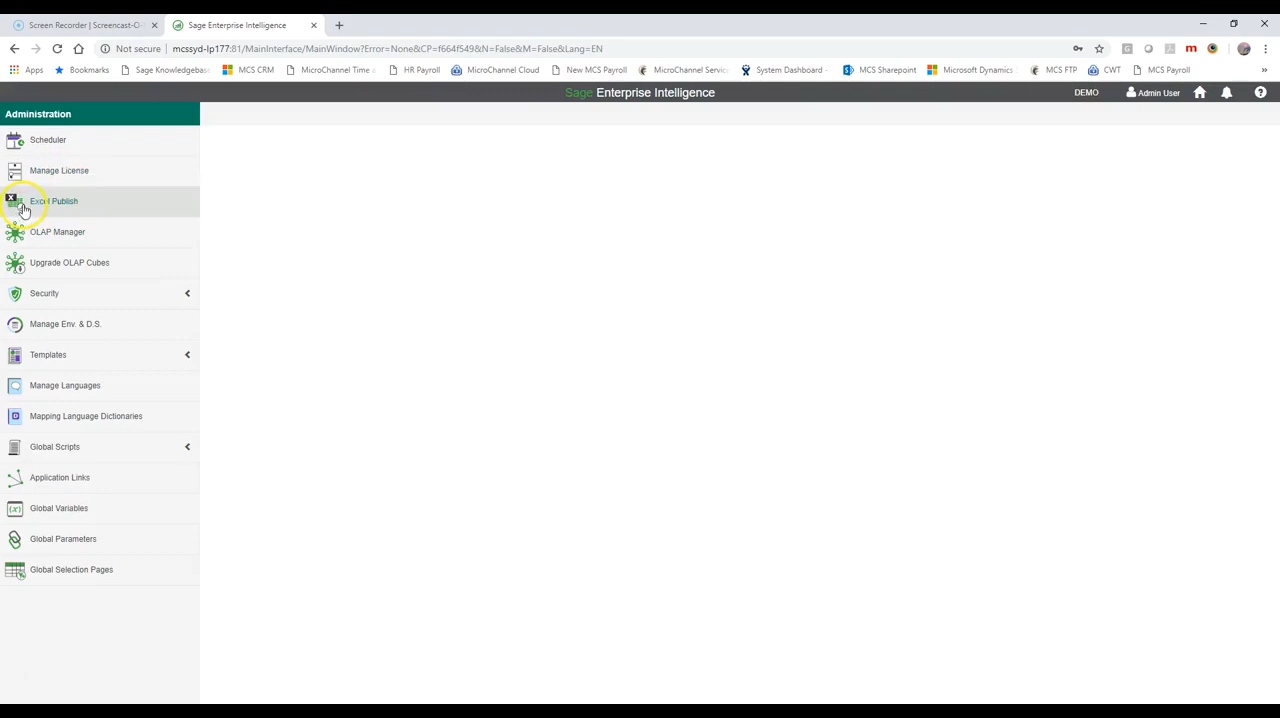 Screen Recorder | Screencast-O-
Sage Enterprise Intelligence
Not secure | mcssyd-lp177:81/MainInterface/MainWindow?Error=None&CP=f664f549&N=False&M=False&Lang=EN
Apps Bookmarks Sage Knowledgebas MCS CRM MicroChannel Time a HR Payroll MicroChannel Cloud New MCS Payroll MicroChannel Servic System Dashboard - MCS Sharepoint Microsoft Dynamics MCS FTP CWT MCS Payroll »
Sage Enterprise Intelligence
DEMO Admin User
Administration
Scheduler
Manage License
Excel Publish
OLAP Manager
Upgrade OLAP Cubes
Security
Manage Env. & D.S.
Templates
Manage Languages
Mapping Language Dictionaries
Global Scripts
Application Links
Global Variables
Global Parameters
Global Selection Pages